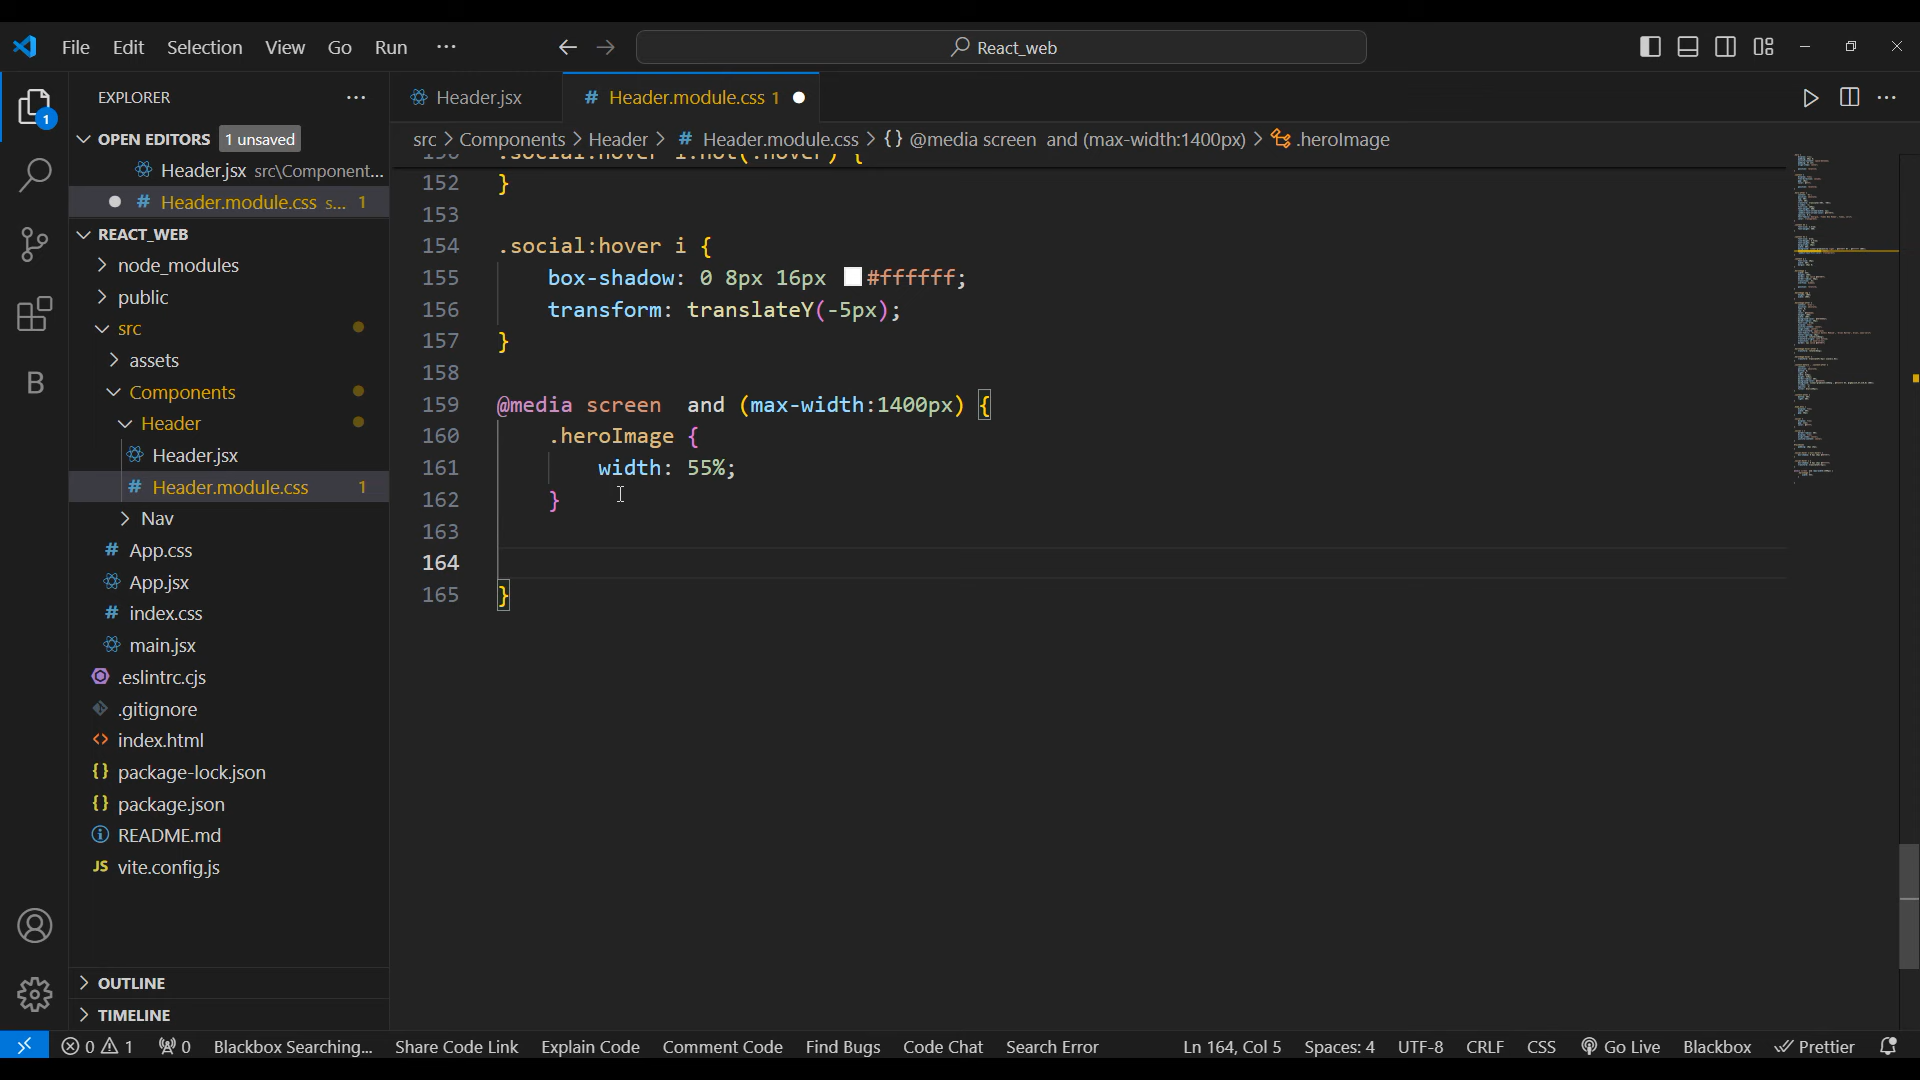 File Edit Selection View Go Run ··· React_web
EXPLORER ···
OPEN EDITORS 1 unsaved
Header.jsx src\Component...
# Header.module.css s... 1
REACT_WEB
node_modules
public
src
assets
Components
Header
Header.jsx
# Header.module.css 1
Nav
# App.css
App.jsx
# index.css
main.jsx
.eslintrc.cjs
.gitignore
<> index.html
{} package-lock.json
{} package.json
README.md
JS vite.config.js
OUTLINE
TIMELINE
Header.jsx # Header.module.css 1
src > Components > Header > # Header.module.css > {} @media screen and (max-width:1400px) > .heroImage
152 }
153
154 .social:hover i {
155 box-shadow: 0 8px 16px #ffffff;
156 transform: translateY(-5px);
157 }
158
159 @media screen  and (max-width:1400px) {
160 .heroImage {
161 width: 55%;
162 }
163
164
165 }
0 1 0 Blackbox Searching... Share Code Link Explain Code Comment Code Find Bugs Code Chat Search Error Ln 164, Col 5 Spaces: 4 UTF-8 CRLF CSS Go Live Blackbox Prettier